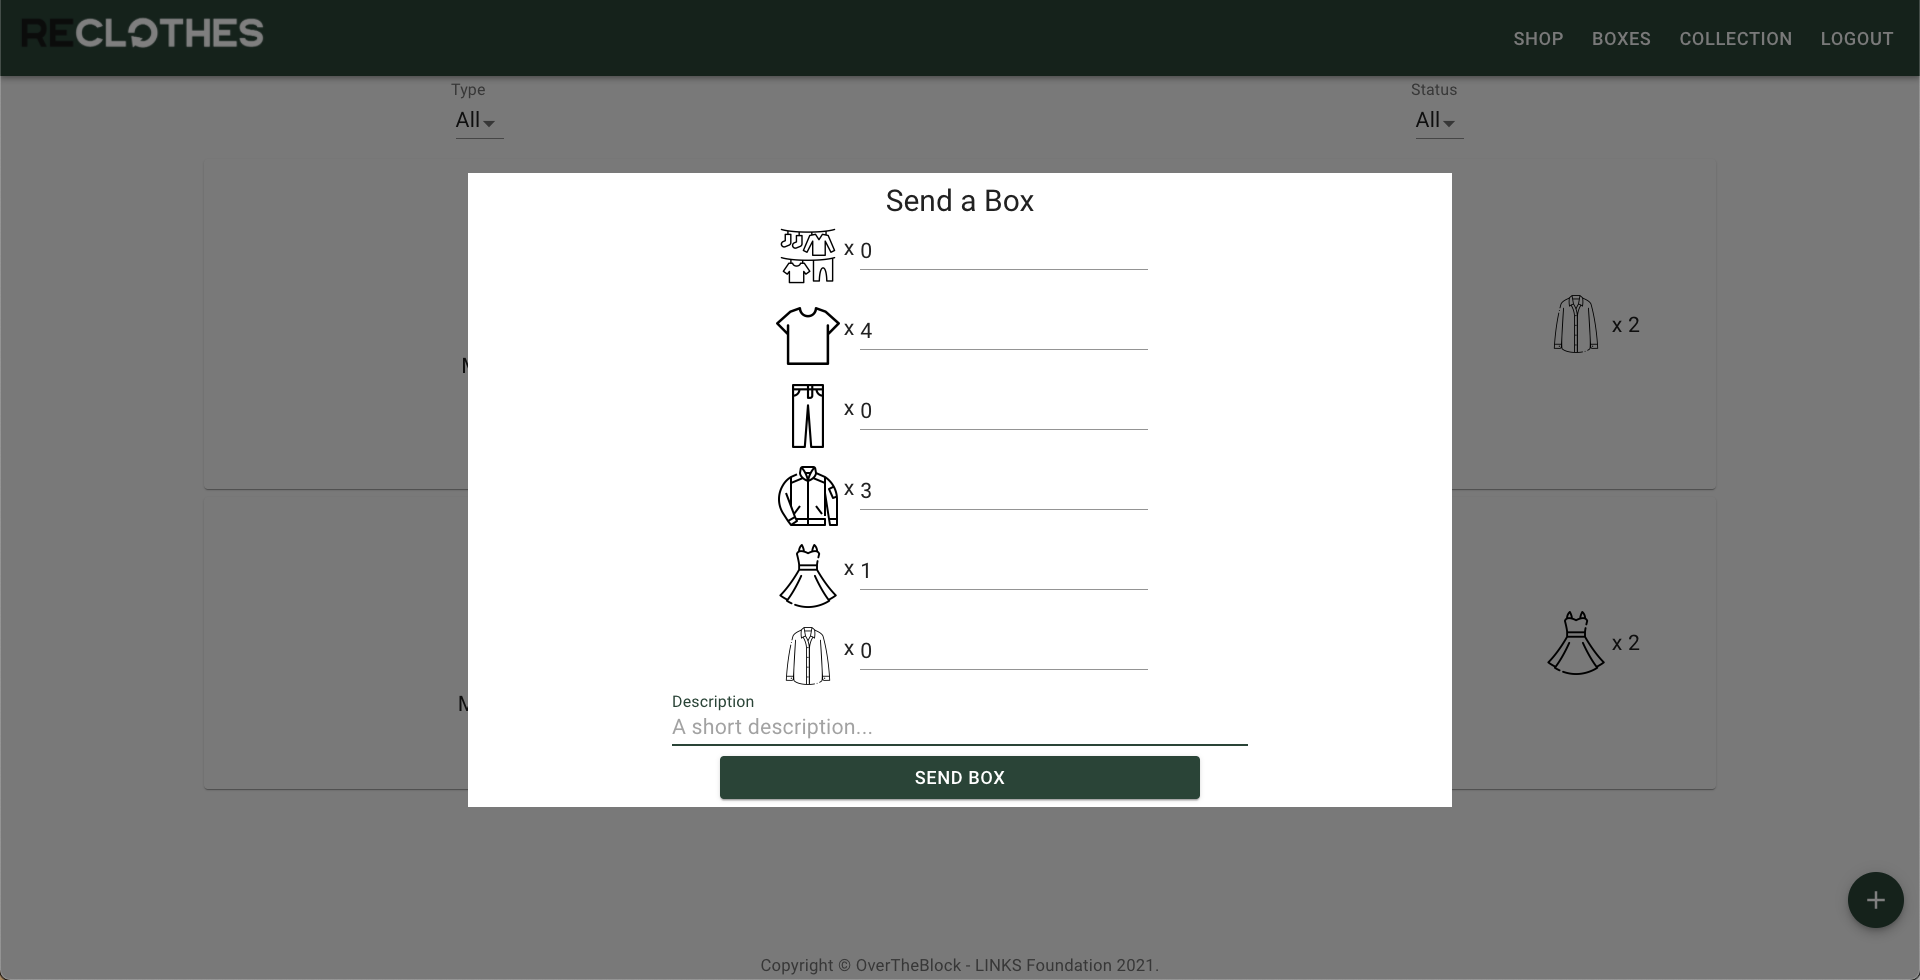 RECLOTHES
SHOP BOXES COLLECTION LOGOUT
Type
All
Status
All
Send a Box
x 0
x 4
x 0
x 3
x 1
x 0
Description
A short description...
SEND BOX
x 2
x 2
+
Copyright © OverTheBlock - LINKS Foundation 2021.